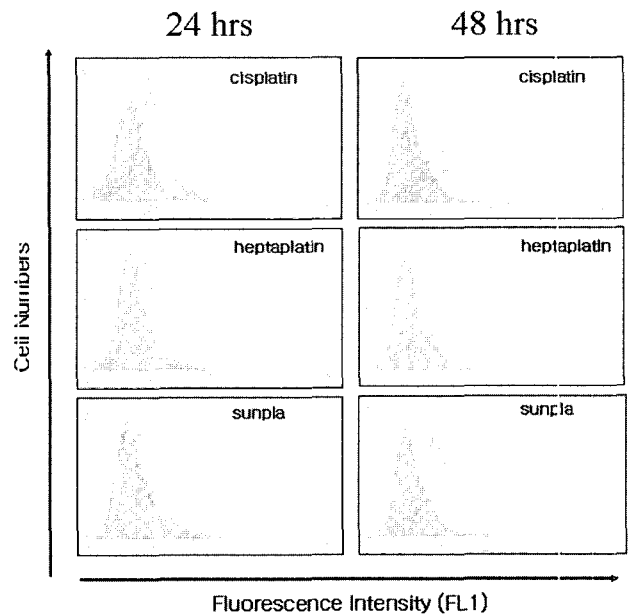 24 hrs 48 hrs
cisplatin cisplatin
heptaplatin heptaplatin
sunpla sunpla
Cell Numbers
Fluorescence Intensity (FL1)